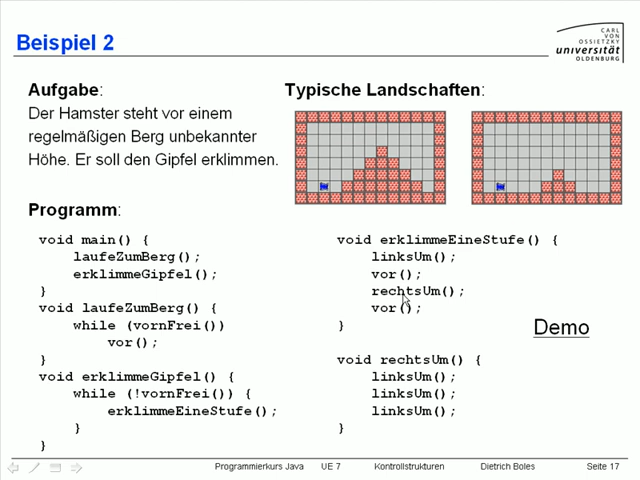 Beispiel 2
CARL
VON
OSSIETZKY
universität
OLDENBURG
Aufgabe:
Der Hamster steht vor einem
regelmäßigen Berg unbekannter
Höhe. Er soll den Gipfel erklimmen.
Typische Landschaften:
Programm:
void main() {
laufeZumBerg();
erklimmeGipfel();
}
void laufeZumBerg() {
while (vornFrei())
vor();
}
void erklimmeGipfel() {
while (!vornFrei()) {
erklimmeEineStufe();
}
}
void erklimmeEineStufe() {
linksUm();
vor();
rechtsUm();
vor();
}
void rechtsUm() {
linksUm();
linksUm();
linksUm();
}
Demo
Programmierkurs Java UE 7 Kontrollstrukturen Dietrich Boles Seite 17